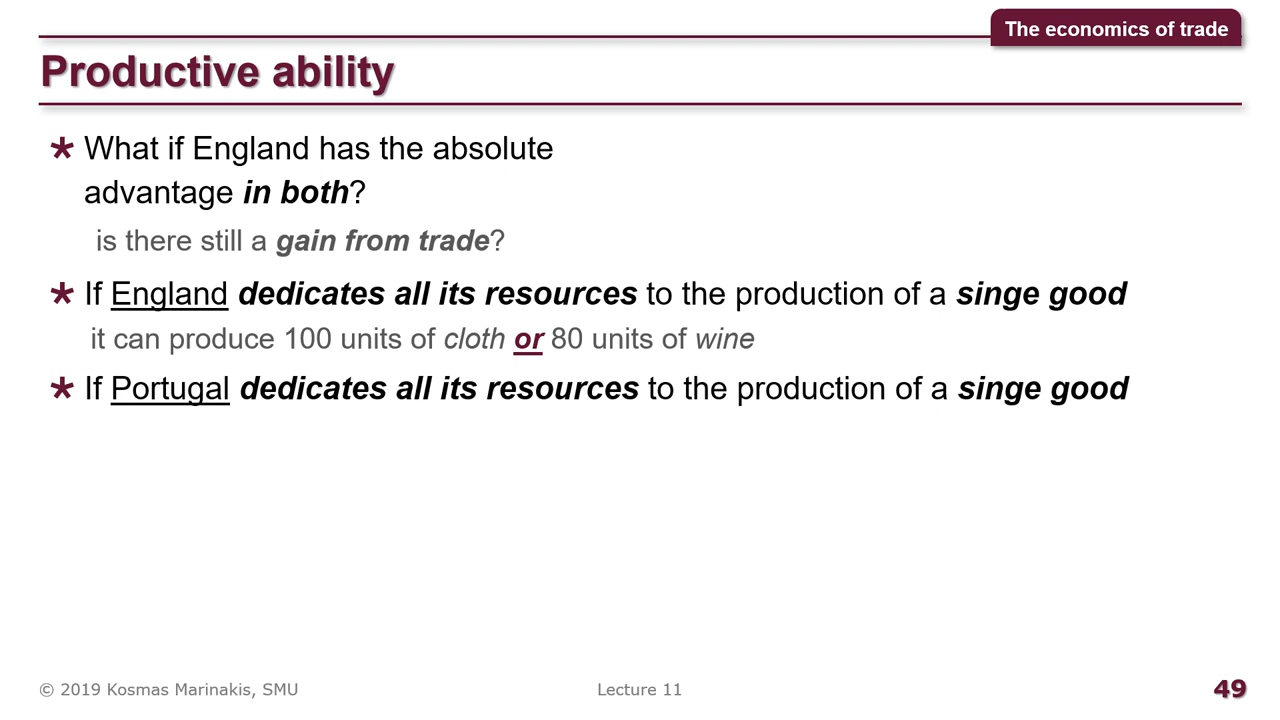 The economics of trade
Productive ability
* What if England has the absolute
advantage in both?
is there still a gain from trade?
* If England dedicates all its resources to the production of a singe good
it can produce 100 units of cloth or 80 units of wine
* If Portugal dedicates all its resources to the production of a singe good
© 2019 Kosmas Marinakis, SMU
Lecture 11
49